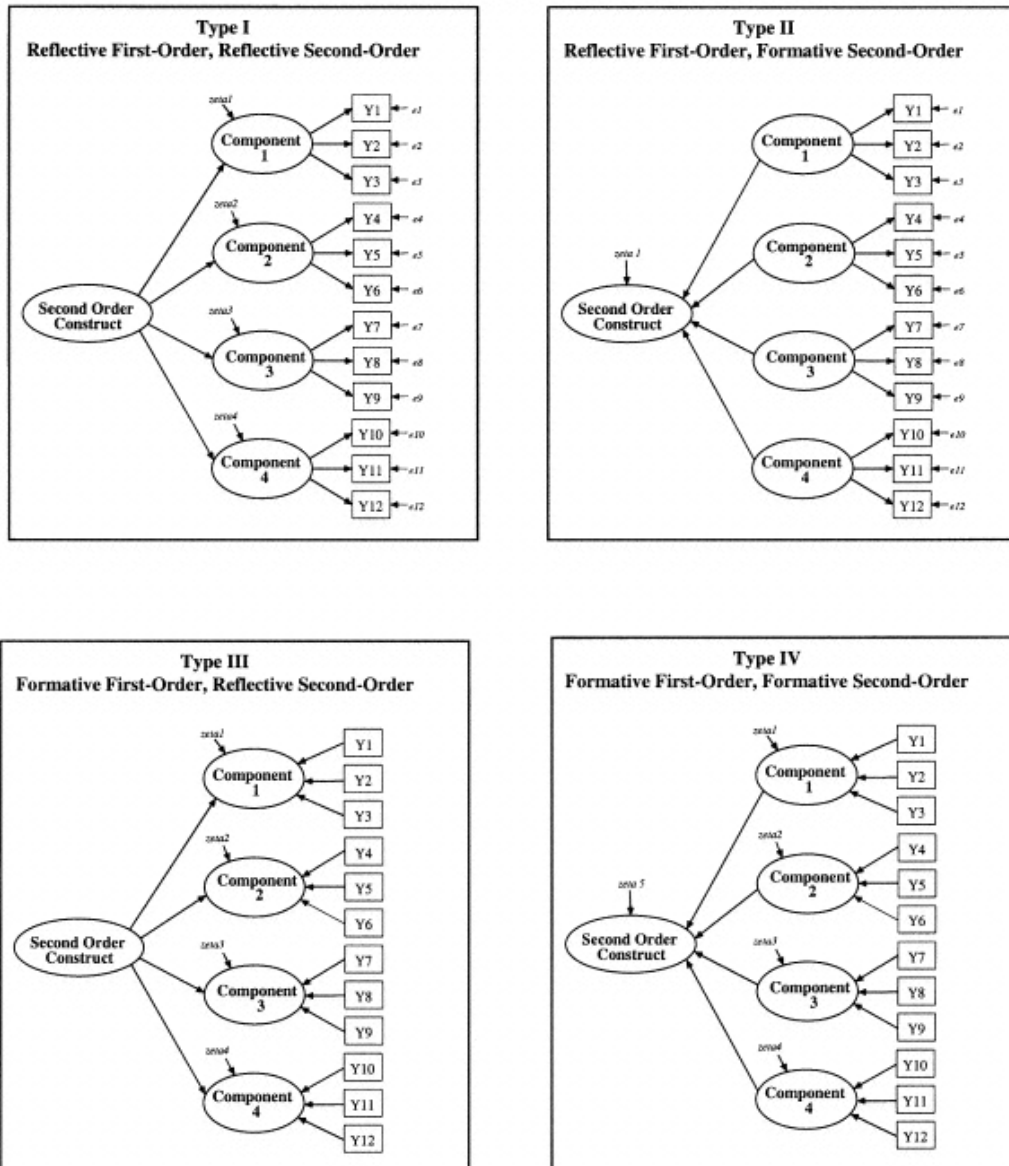 Type I
Reflective First-Order, Reflective Second-Order
zeta1
Component
1
Y1
e1
Y2
e2
Y3
e3
zeta2
Component
2
Y4
e4
Y5
e5
Y6
e6
Second Order
Construct
zeta3
Component
3
Y7
e7
Y8
e8
Y9
e9
zeta4
Component
4
Y10
e10
Y11
e11
Y12
e12
Type II
Reflective First-Order, Formative Second-Order
Component
1
Y1
e1
Y2
e2
Y3
e3
Component
2
Y4
e4
Y5
e5
Y6
e6
zeta 1
Second Order
Construct
Component
3
Y7
e7
Y8
e8
Y9
e9
Component
4
Y10
e10
Y11
e11
Y12
e12
Type III
Formative First-Order, Reflective Second-Order
zeta1
Component
1
Y1
Y2
Y3
zeta2
Component
2
Y4
Y5
Y6
Second Order
Construct
zeta3
Component
3
Y7
Y8
Y9
zeta4
Component
4
Y10
Y11
Y12
Type IV
Formative First-Order, Formative Second-Order
zeta1
Component
1
Y1
Y2
Y3
zeta2
Component
2
Y4
Y5
Y6
zeta 5
Second Order
Construct
zeta3
Component
3
Y7
Y8
Y9
zeta4
Component
4
Y10
Y11
Y12